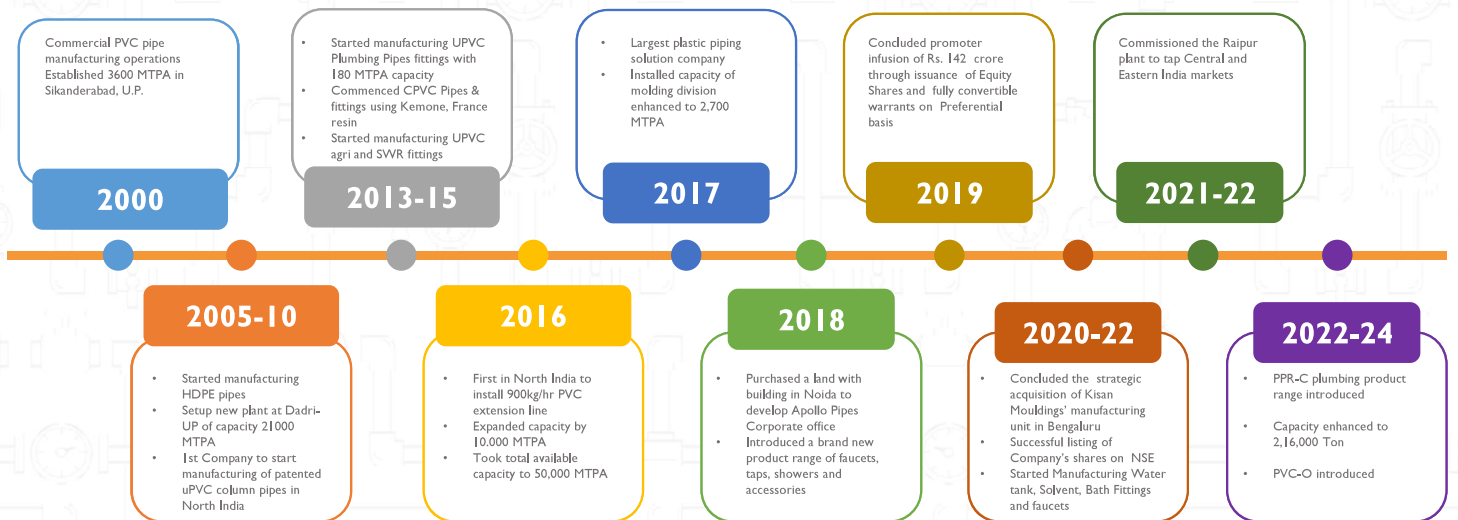 Commercial PVC pipe
manufacturing operations
Established 3600 MTPA in
Sikanderabad, U.P.
2000
• Started manufacturing UPVC
Plumbing Pipes fittings with
180 MTPA capacity
• Commenced CPVC Pipes &
fittings using Kemone, France
resin
• Started manufacturing UPVC
agri and SWR fittings
2013-15
• Largest plastic piping
solution company
• Installed capacity of
molding division
enhanced to 2,700
MTPA
2017
Concluded promoter
infusion of Rs. 142 crore
through issuance of Equity
Shares and fully convertible
warrants on Preferential
basis
2019
Commissioned the Raipur
plant to tap Central and
Eastern India markets
2021-22
2005-10
• Started manufacturing
HDPE pipes
• Setup new plant at Dadri-
UP of capacity 21000
MTPA
• 1st Company to start
manufacturing of patented
uPVC column pipes in
North India
2016
• First in North India to
install 900kg/hr PVC
extension line
• Expanded capacity by
10.000 MTPA
• Took total available
capacity to 50,000 MTPA
2018
• Purchased a land with
building in Noida to
develop Apollo Pipes
Corporate office
• Introduced a brand new
product range of faucets,
taps, showers and
accessories
2020-22
• Concluded the strategic
acquisition of Kisan
Mouldings' manufacturing
unit in Bengaluru
• Successful listing of
Company's shares on NSE
• Started Manufacturing Water
tank, Solvent, Bath Fittings
and faucets
2022-24
• PPR-C plumbing product
range introduced
• Capacity enhanced to
2,16,000 Ton
• PVC-O introduced